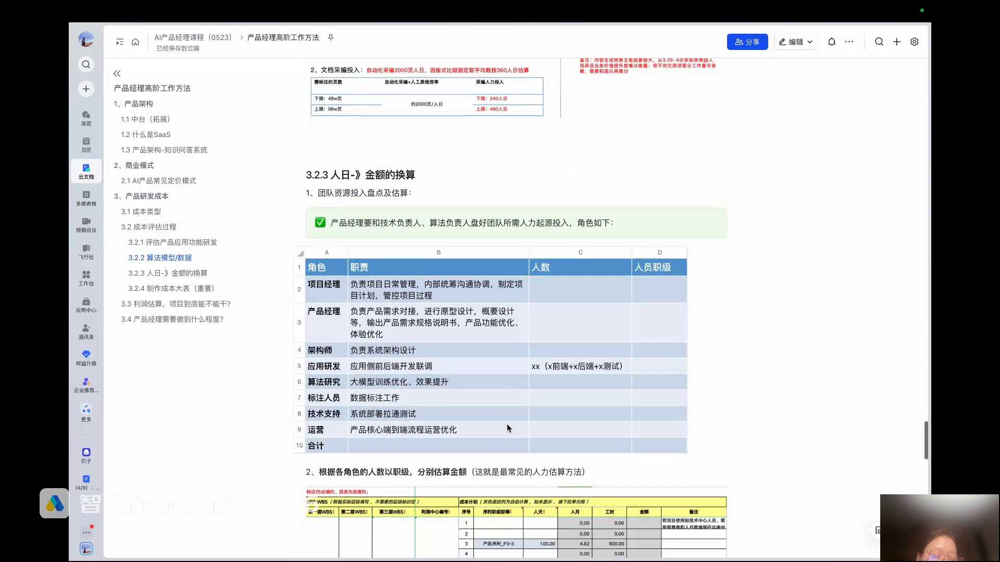 AI产品经理课程（0523） > 产品经理高阶工作方法
已经保存到云端
分享
编辑
消息
25
日历
云文档
多维表格
视频会议
飞行社
工作台
应用中心
通讯录
权益升级
企业推荐...
更多
扣子
(4/9) : ...
产品经理高阶工作方法
1、产品架构
1.1 中台（拓展）
1.2 什么是SaaS
1.3 产品架构-知识问答系统
2、商业模式
2.1 AI产品常见定价模式
3、产品研发成本
3.1 成本类型
3.2 成本评估过程
3.2.1 评估产品应用功能研发
3.2.2 算法模型/数据
3.2.3 人日-》金额的换算
3.2.4 制作成本大表（重要）
3.3 利润估算，项目到底能不能干?
3.4 产品经理需要做到什么程度?
2、文档采编投入：自动化采编2000页人日，因版式比较固定取平均数按360人日估算
需标注的页数 自动化采编+人工质检效率 采编人力投入
下限：48w页 约2000页/人日 下限：240人日
上限：96w页 上限：480人日
备注：内容生成效果主观因素较大，从3.35-4分实际效果因人
而异且业务价值提升度难以衡量；若不优化则该部分工作量可省
略，需要和国元再商讨
3.2.3 人日-》金额的换算
1、团队资源投入盘点及估算：
产品经理要和技术负责人、算法负责人盘好团队所需人力起源投入，角色如下：
A B C D
1 角色 职责 人数 人员职级
2 项目经理 负责项目日常管理，内部统筹沟通协调，制定项
目计划，管控项目过程
3 产品经理 负责产品需求对接，进行原型设计，概要设计
等，输出产品需求规格说明书，产品功能优化、
体验优化
4 架构师 负责系统架构设计
5 应用研发 应用侧前后端开发联调 xx（x前端+x后端+x测试）
6 算法研究 大模型训练优化、效果提升
7 标注人员 数据标注工作
8 技术支持 系统部署拉通测试
9 运营 产品核心端到端流程运营优化
10 合计
2、根据各角色的人数以职级，分别估算金额（这就是最常见的人力估算方法）
标注!为必填列，其余为选填列；
WBS（根据实际层级填写，不需要的层级标识空） 成本计划（灰色底纹列为自动计算，如未显示，请下拉单元格）
第一层WBS! 第二层WBS! 第三层WBS! 利润中心编号! 序号 序列职级职等! 人天! 人月 工时 金额 备注
1 0.00 0.00 若项目使用到技术中心人员，需
按照费率和人月数填报在此表中
2 0.00 0.00
3 产品序列_P3-3 100.00 4.82 800.00
4 0.00 0.00